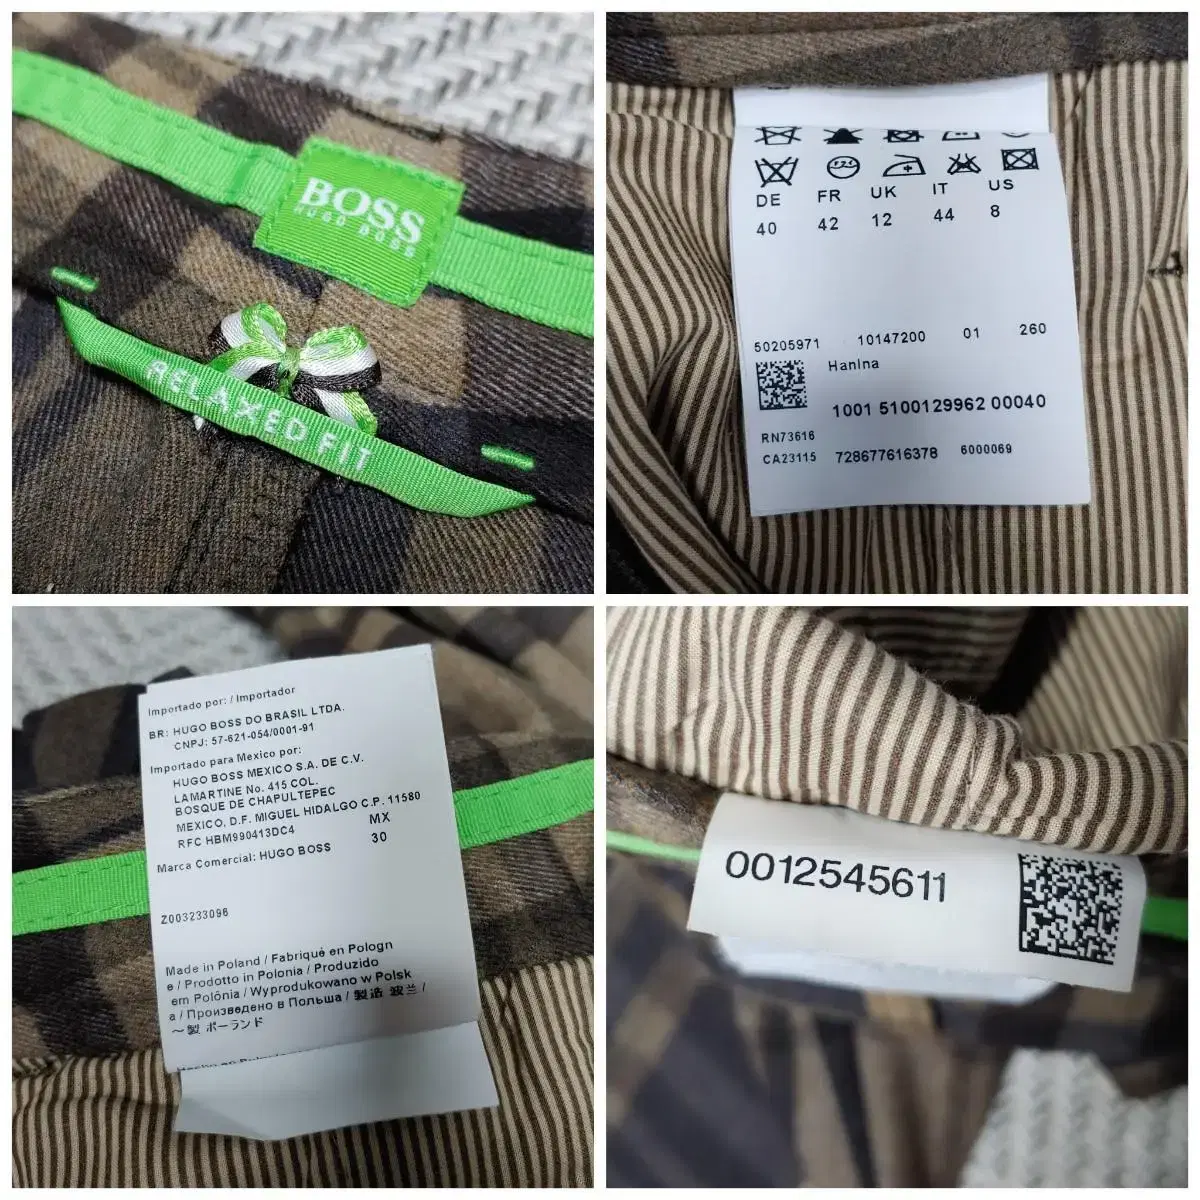 BOSS
HUGO BOSS
RELAXED FIT
DE FR UK IT US
40 42 12 44 8
50205971 10147200 01 260
HanIna
1001 5100129962 00040
RN73616
CA23115 728677616378 6000069
Importado por: / Importador
BR: HUGO BOSS DO BRASIL LTDA.
CNPJ: 57-621-054/0001-91
Importado para Mexico por:
HUGO BOSS MEXICO S.A. DE C.V.
LAMARTINE No. 415 COL.
BOSQUE DE CHAPULTEPEC
MEXICO, D.F. MIGUEL HIDALGO C.P. 11580
RFC HBM990413DC4 MX
Marca Comercial: HUGO BOSS 30
Z003233096
Made in Poland / Fabriqué en Pologn
e / Prodotto in Polonia / Produzido
em Polônia / Wyprodukowano w Polsk
a / Произведено в Польша / 製造 波兰 /
～製 ポーランド
0012545611